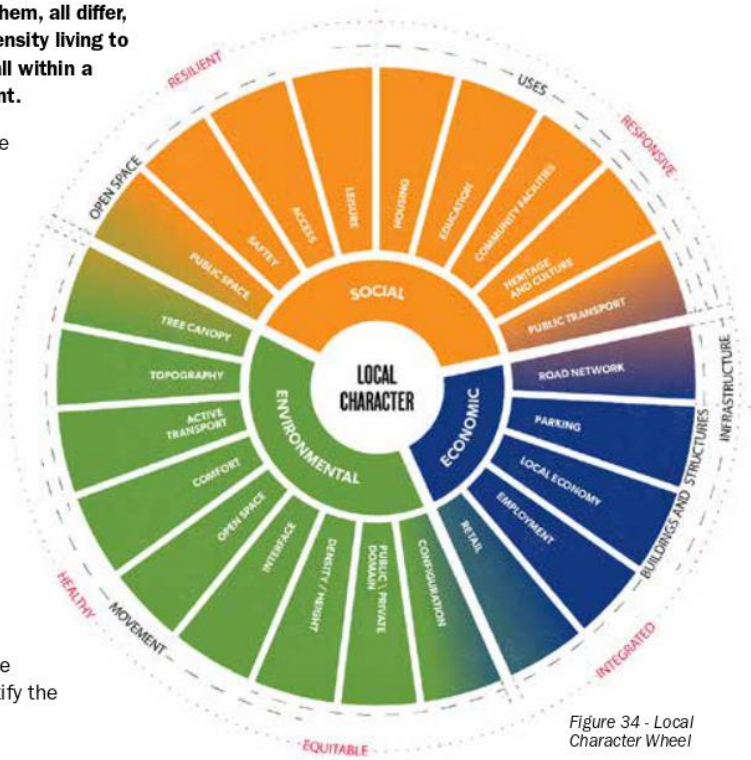 hem, all differ,
ensity living to
all within a
nt.
e
e
ify the
RESILIENT
USES
RESPONSIVE
OPEN SPACE
INFRASTRUCTURE
BUILDINGS AND STRUCTURES
INTEGRATED
EQUITABLE
MOVEMENT
HEALTHY
PUBLIC SPACE
SAFTEY
ACCESS
LEISURE
HOUSING
EDUCATION
COMMUNITY FACILITIES
HERITAGE
AND CULTURE
PUBLIC TRANSPORT
ROAD NETWORK
PARKING
LOCAL ECONOMY
EMPLOYMENT
RETAIL
CONFIGURATION
PUBLIC \ PRIVATE
DOMAIN
DENSITY / HEIGHT
INTERFACE
OPEN SPACE
COMFORT
ACTIVE
TRANSPORT
TOPOGRAPHY
TREE CANOPY
SOCIAL
ECONOMIC
ENVIRONMENTAL
LOCAL
CHARACTER
Figure 34 - Local
Character Wheel